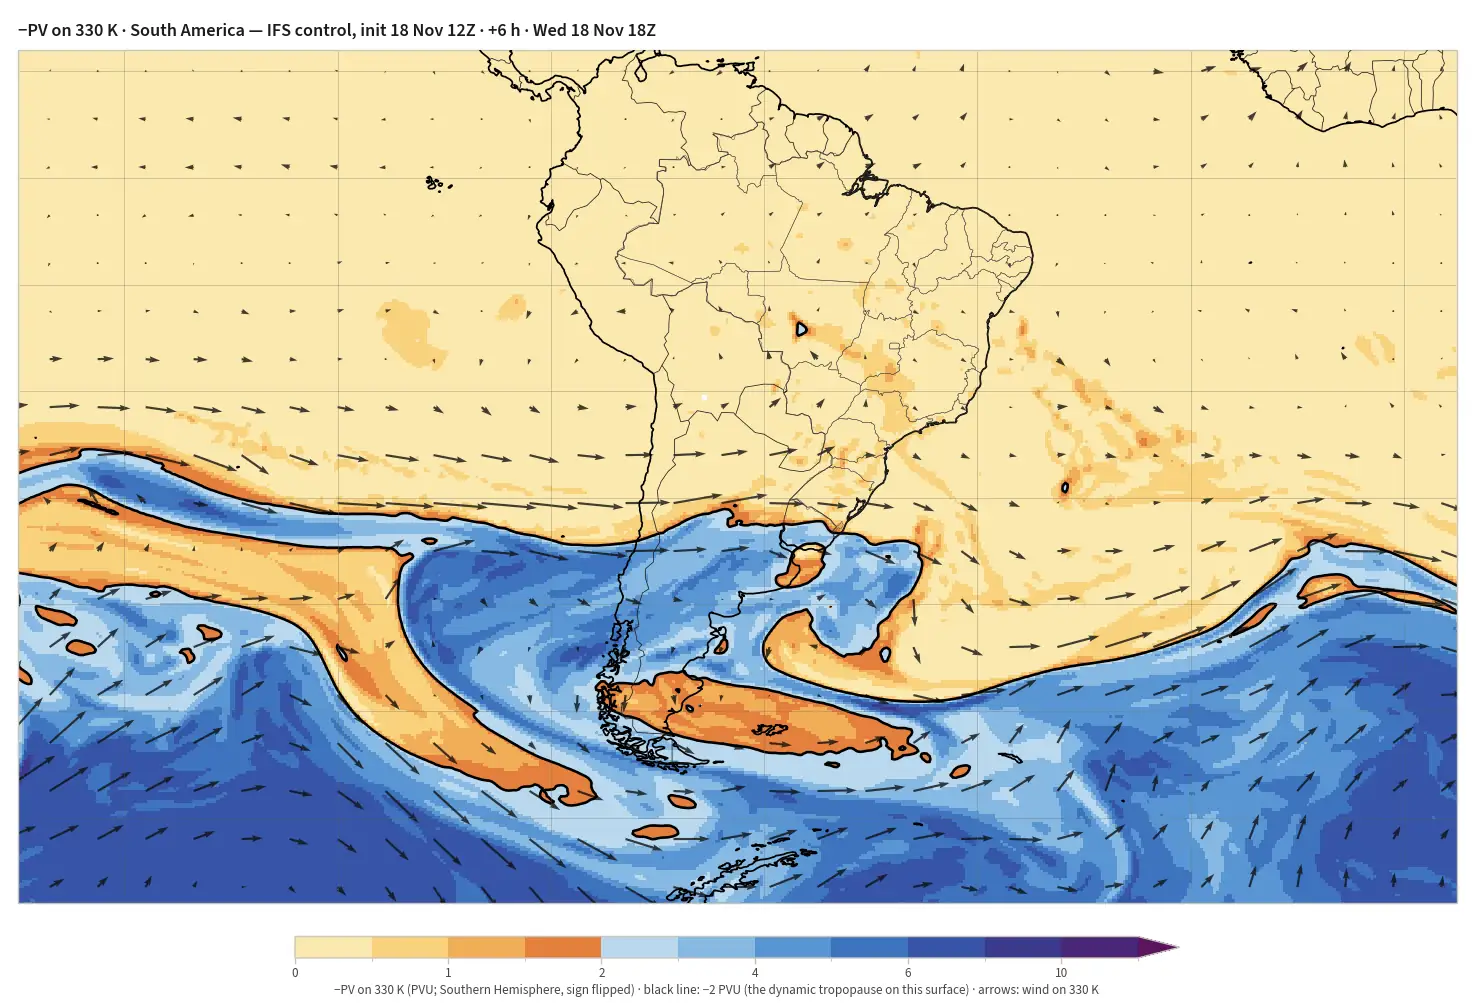 −PV on 330 K · South America — IFS control, init 18 Nov 12Z · +6 h · Wed 18 Nov 18Z
0 1 2 4 6 10
−PV on 330 K (PVU; Southern Hemisphere, sign flipped) · black line: −2 PVU (the dynamic tropopause on this surface) · arrows: wind on 330 K